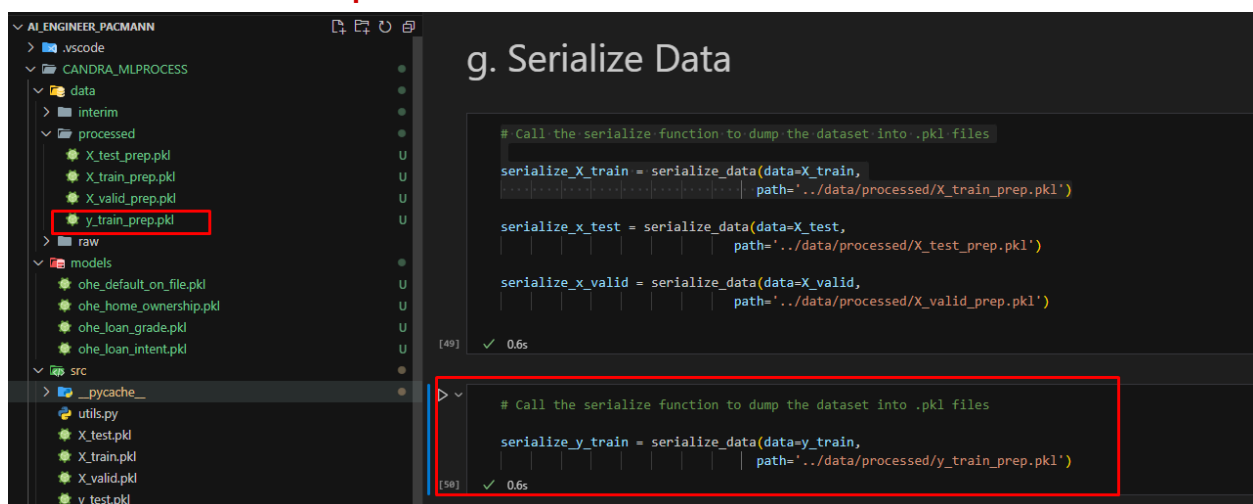 AI_ENGINEER_PACMANN
.vscode
CANDRA_MLPROCESS
data
interim
processed
X_test_prep.pkl U
X_train_prep.pkl U
X_valid_prep.pkl U
y_train_prep.pkl U
raw
models
ohe_default_on_file.pkl U
ohe_home_ownership.pkl U
ohe_loan_grade.pkl U
ohe_loan_intent.pkl U
src
__pycache__
utils.py
X_test.pkl
X_train.pkl
X_valid.pkl
y_test.pkl
g. Serialize Data
# Call the serialize function to dump the dataset into .pkl files
serialize_X_train = serialize_data(data=X_train,
path='../data/processed/X_train_prep.pkl')
serialize_x_test = serialize_data(data=X_test,
path='../data/processed/X_test_prep.pkl')
serialize_x_valid = serialize_data(data=X_valid,
path='../data/processed/X_valid_prep.pkl')
[49] ✓ 0.6s
# Call the serialize function to dump the dataset into .pkl files
serialize_y_train = serialize_data(data=y_train,
path='../data/processed/y_train_prep.pkl')
[50] ✓ 0.6s